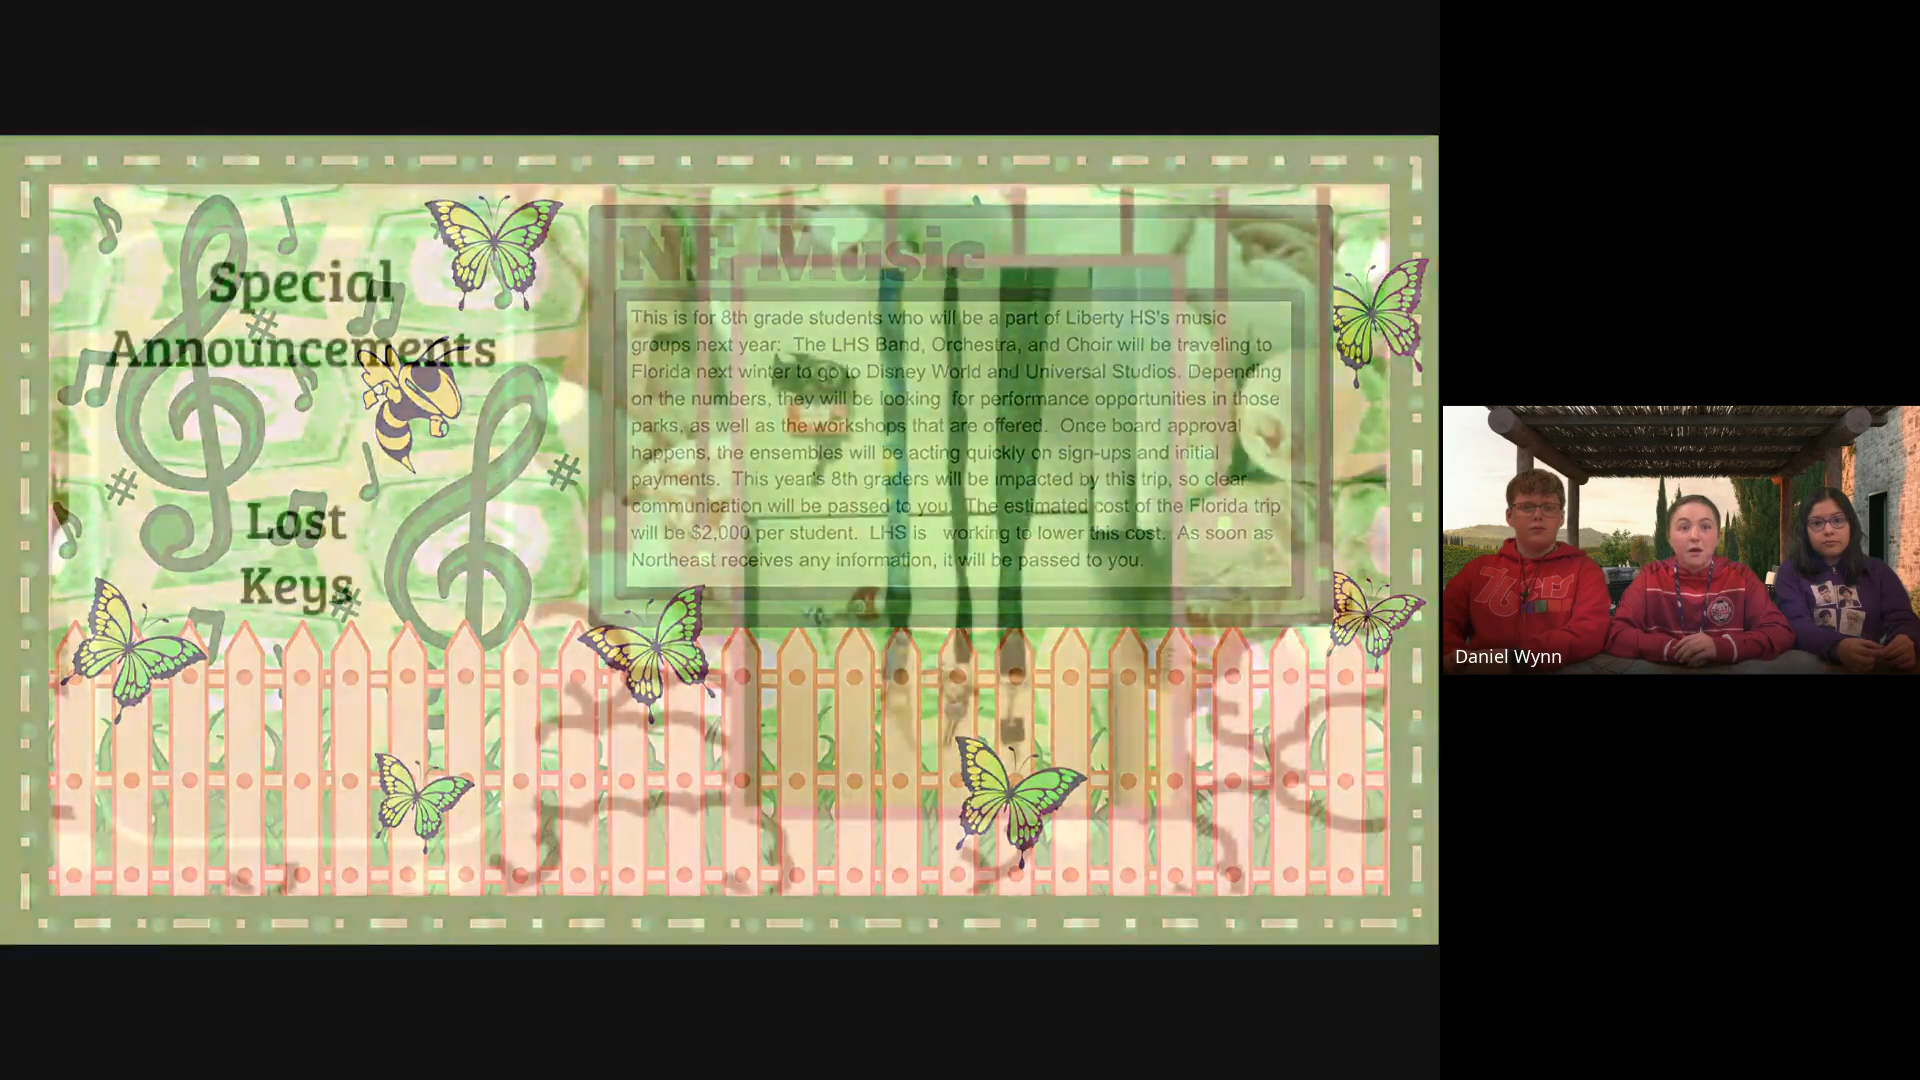 Special
Announcements
Lost
Keys
NE Music
This is for 8th grade students who will be a part of Liberty HS's music
groups next year:  The LHS Band, Orchestra, and Choir will be traveling to
Florida next winter to go to Disney World and Universal Studios. Depending
on the numbers, they will be looking  for performance opportunities in those
parks, as well as the workshops that are offered.  Once board approval
happens, the ensembles will be acting quickly on sign-ups and initial
payments.  This year's 8th graders will be impacted by this trip, so clear
communication will be passed to you.  The estimated cost of the Florida trip
will be $2,000 per student.  LHS is   working to lower this cost.  As soon as
Northeast receives any information, it will be passed to you.
76ers
Daniel Wynn